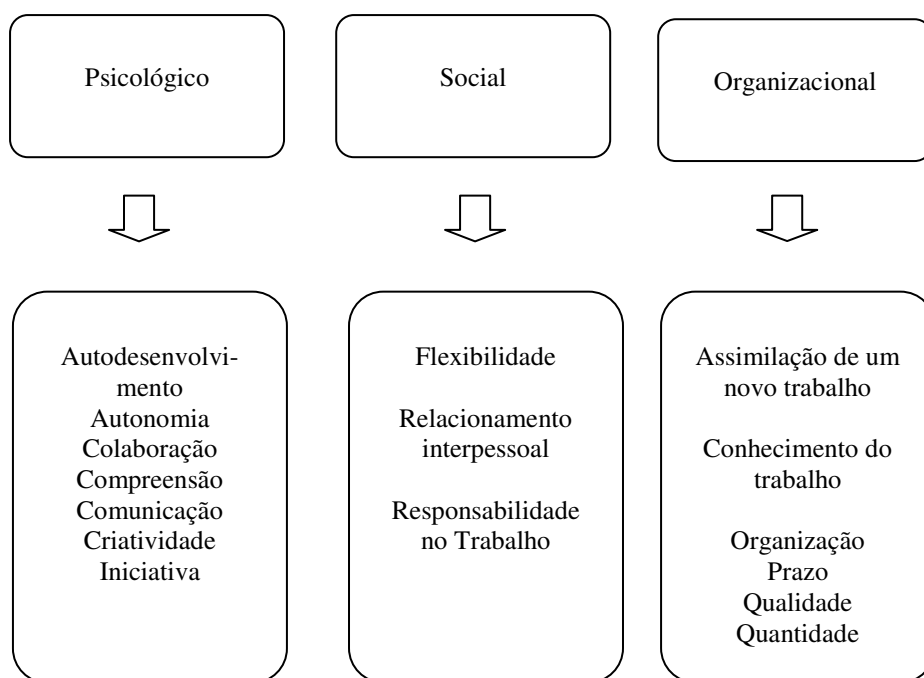 Psicológico
Social
Organizacional
Autodesenvolvi-
mento
Autonomia
Colaboração
Compreensão
Comunicação
Criatividade
Iniciativa
Flexibilidade
Relacionamento
interpessoal
Responsabilidade
no Trabalho
Assimilação de um
novo trabalho
Conhecimento do
trabalho
Organização
Prazo
Qualidade
Quantidade